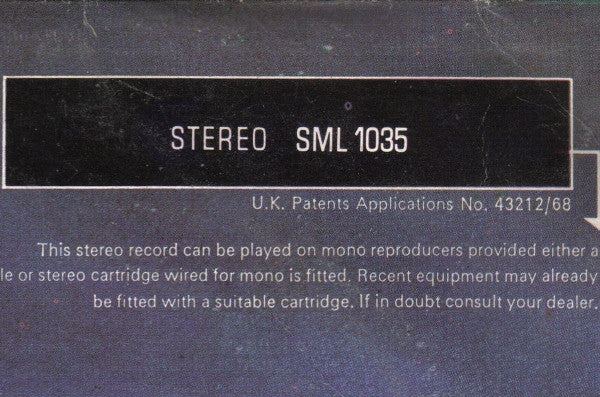 STEREO SML 1035
U.K. Patents Applications No. 43212/68
This stereo record can be played on mono reproducers provided either a
le or stereo cartridge wired for mono is fitted. Recent equipment may already
be fitted with a suitable cartridge. If in doubt consult your dealer.